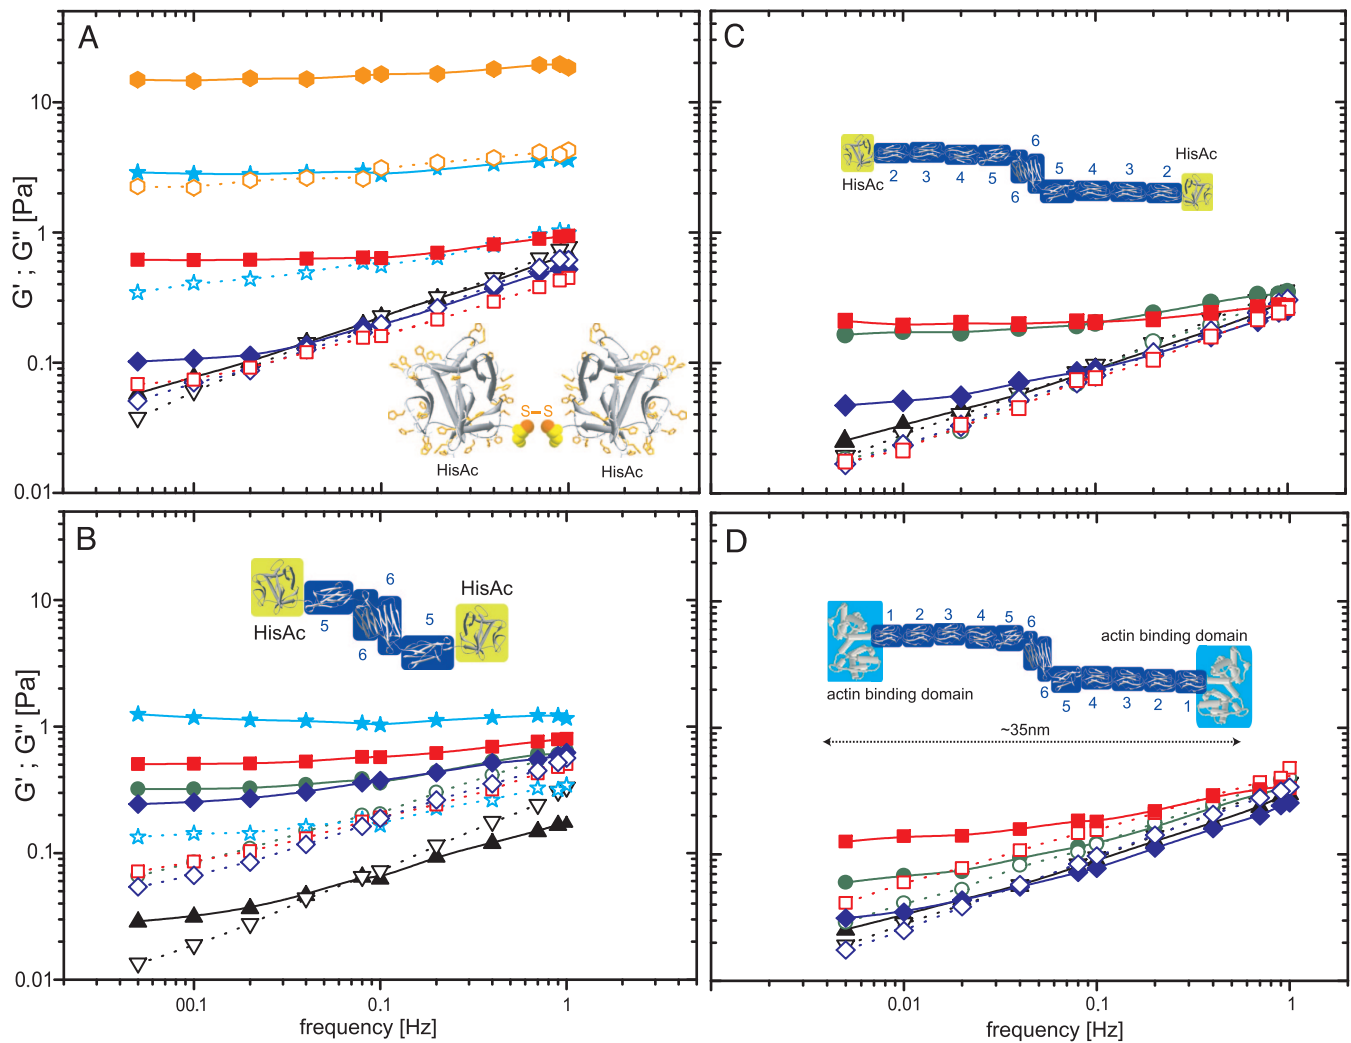 A
10
1
0.1
0.01
G' ; G" [Pa]
S–S
HisAc
HisAc
C
6
HisAc
5 4 3 2
HisAc
2 3 4 5
6
B
6
HisAc
5
HisAc
5
6
10
1
0.1
0.01
G' ; G" [Pa]
00.1 0.1 1
frequency [Hz]
D
1 2 3 4 5 6
actin binding domain
actin binding domain
6 5 4 3 2 1
~35nm
0.01 0.1 1
frequency [Hz]